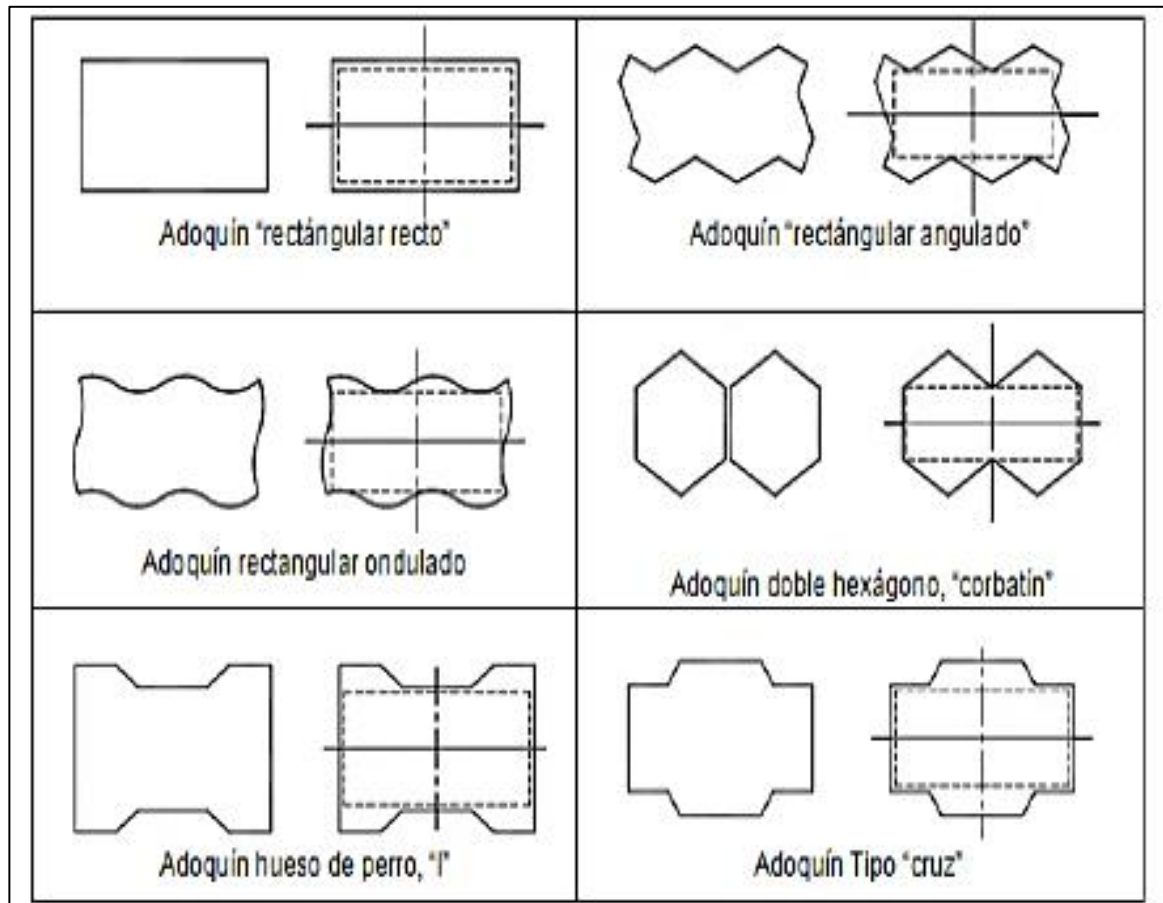 Adoquín "rectángular recto"
Adoquín "rectángular angulado"
Adoquín rectangular ondulado
Adoquín doble hexágono, "corbatín"
Adoquín hueso de perro, "I"
Adoquín Tipo "cruz"